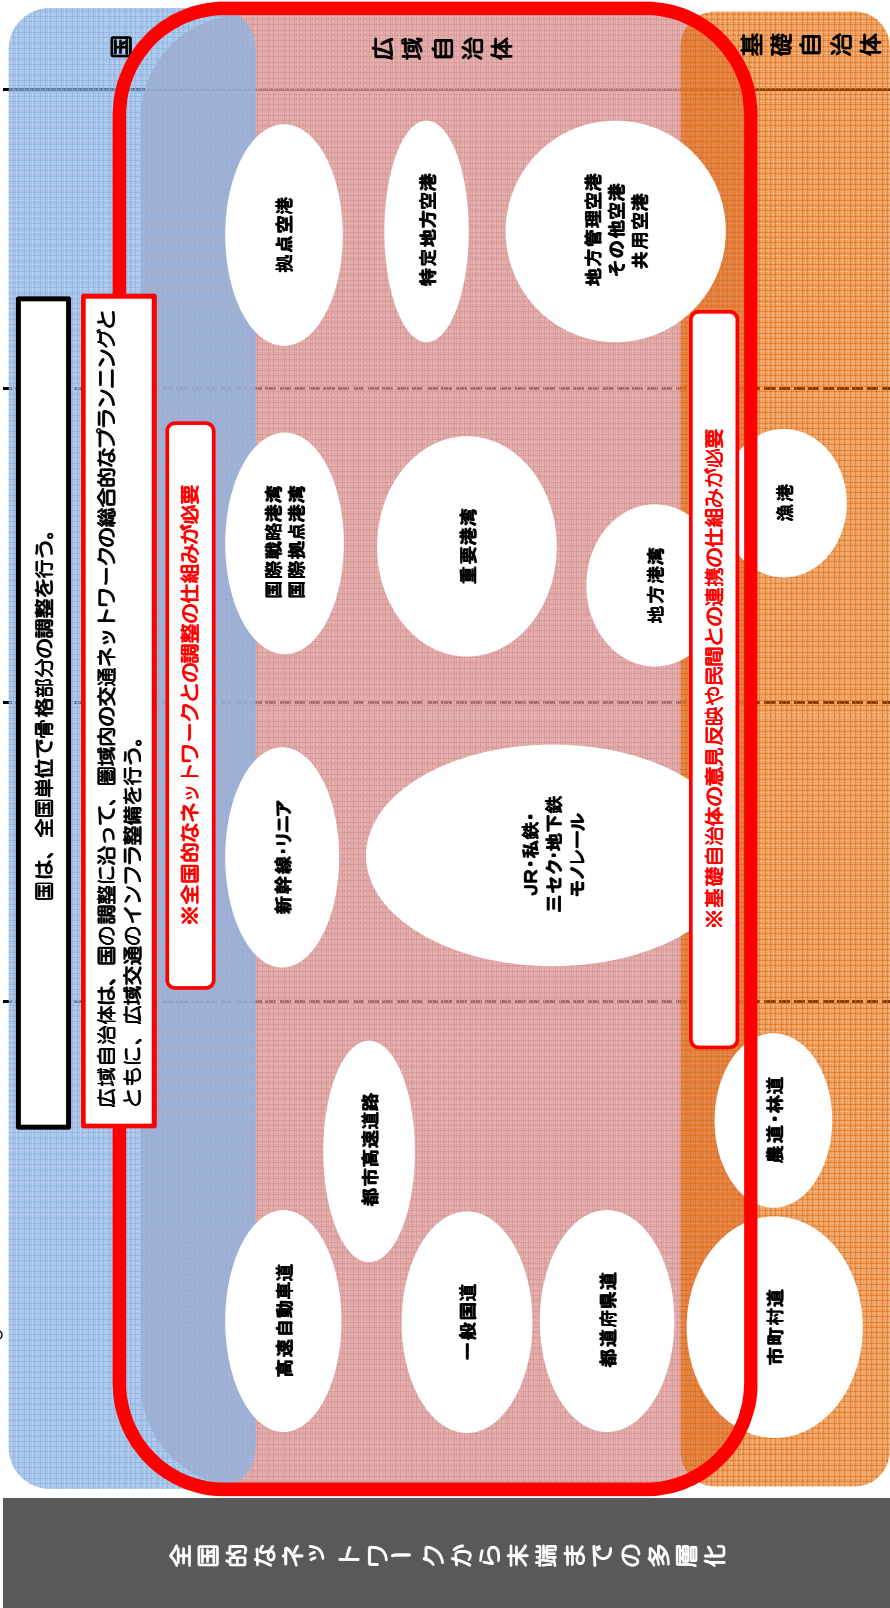 全国的なネットワークから末端までの多層化
国は、全国単位で骨格部分の調整を行う。
広域自治体は、国の調整に沿って、圏域内の交通ネットワークの総合的なプランニングと
ともに、広域交通のインフラ整備を行う。
※全国的なネットワークとの調整の仕組みが必要
国
高速自動車道
新幹線・リニア
国際戦略港湾
国際拠点港湾
拠点空港
都市高速道路
広域自治体
一般国道
JR・私鉄・
三セク・地下鉄
モノレール
重要港湾
特定地方空港
都道府県道
地方港湾
地方管理空港
その他空港
共用空港
※基礎自治体の意見反映や民間との連携の仕組みが必要
基礎自治体
市町村道
農道・林道
漁港